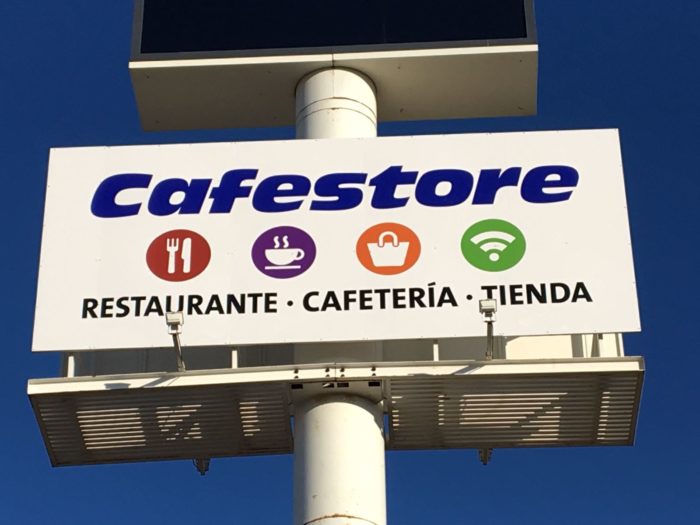 Cafestore
RESTAURANTE · CAFETERÍA · TIENDA